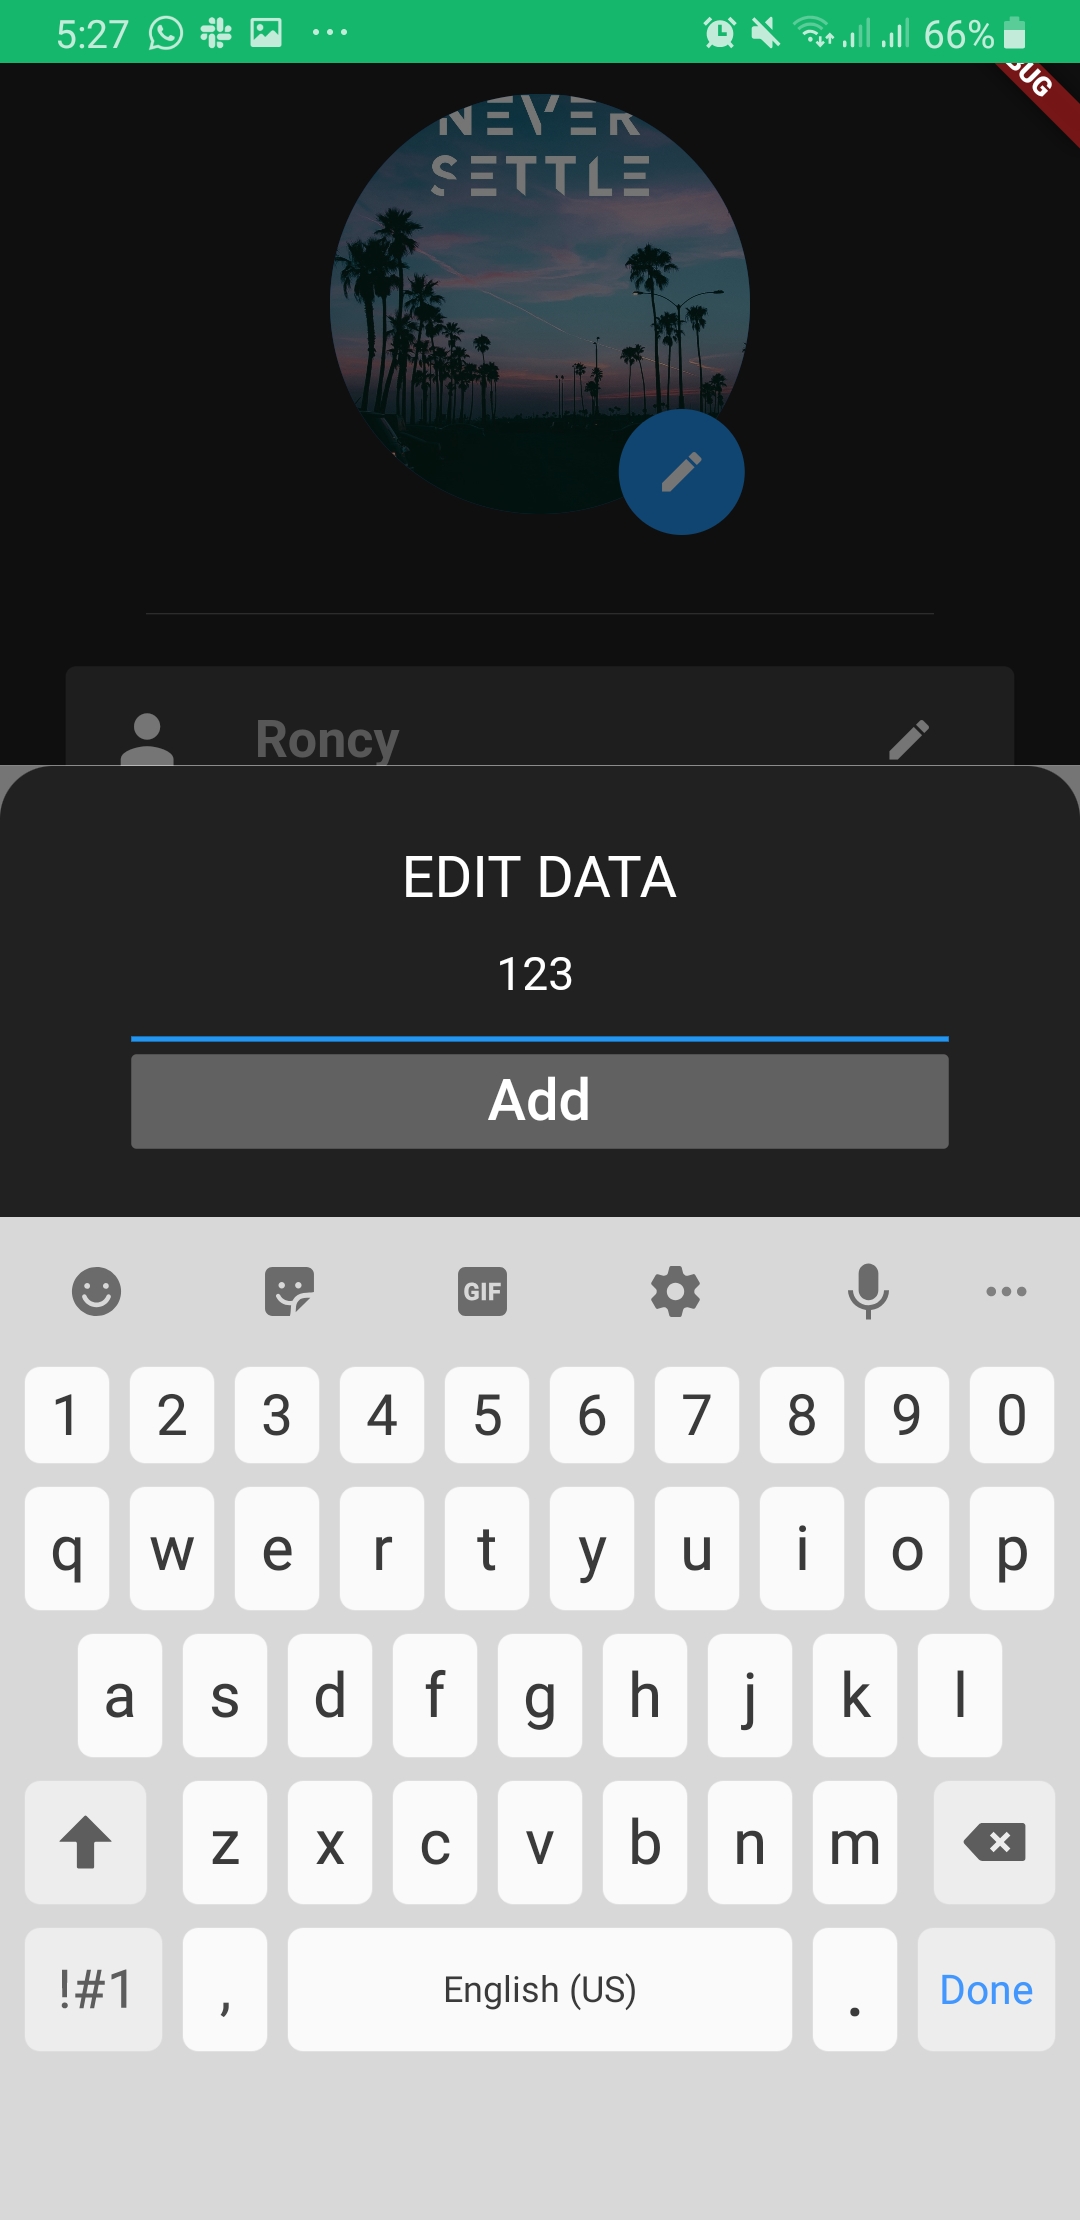 5:27 66%
BUG
NEVER
SETTLE
Roncy
EDIT DATA
123
Add
GIF
1 2 3 4 5 6 7 8 9 0
q w e r t y u i o p
a s d f g h j k l
z x c v b n m
!#1 , English (US) . Done